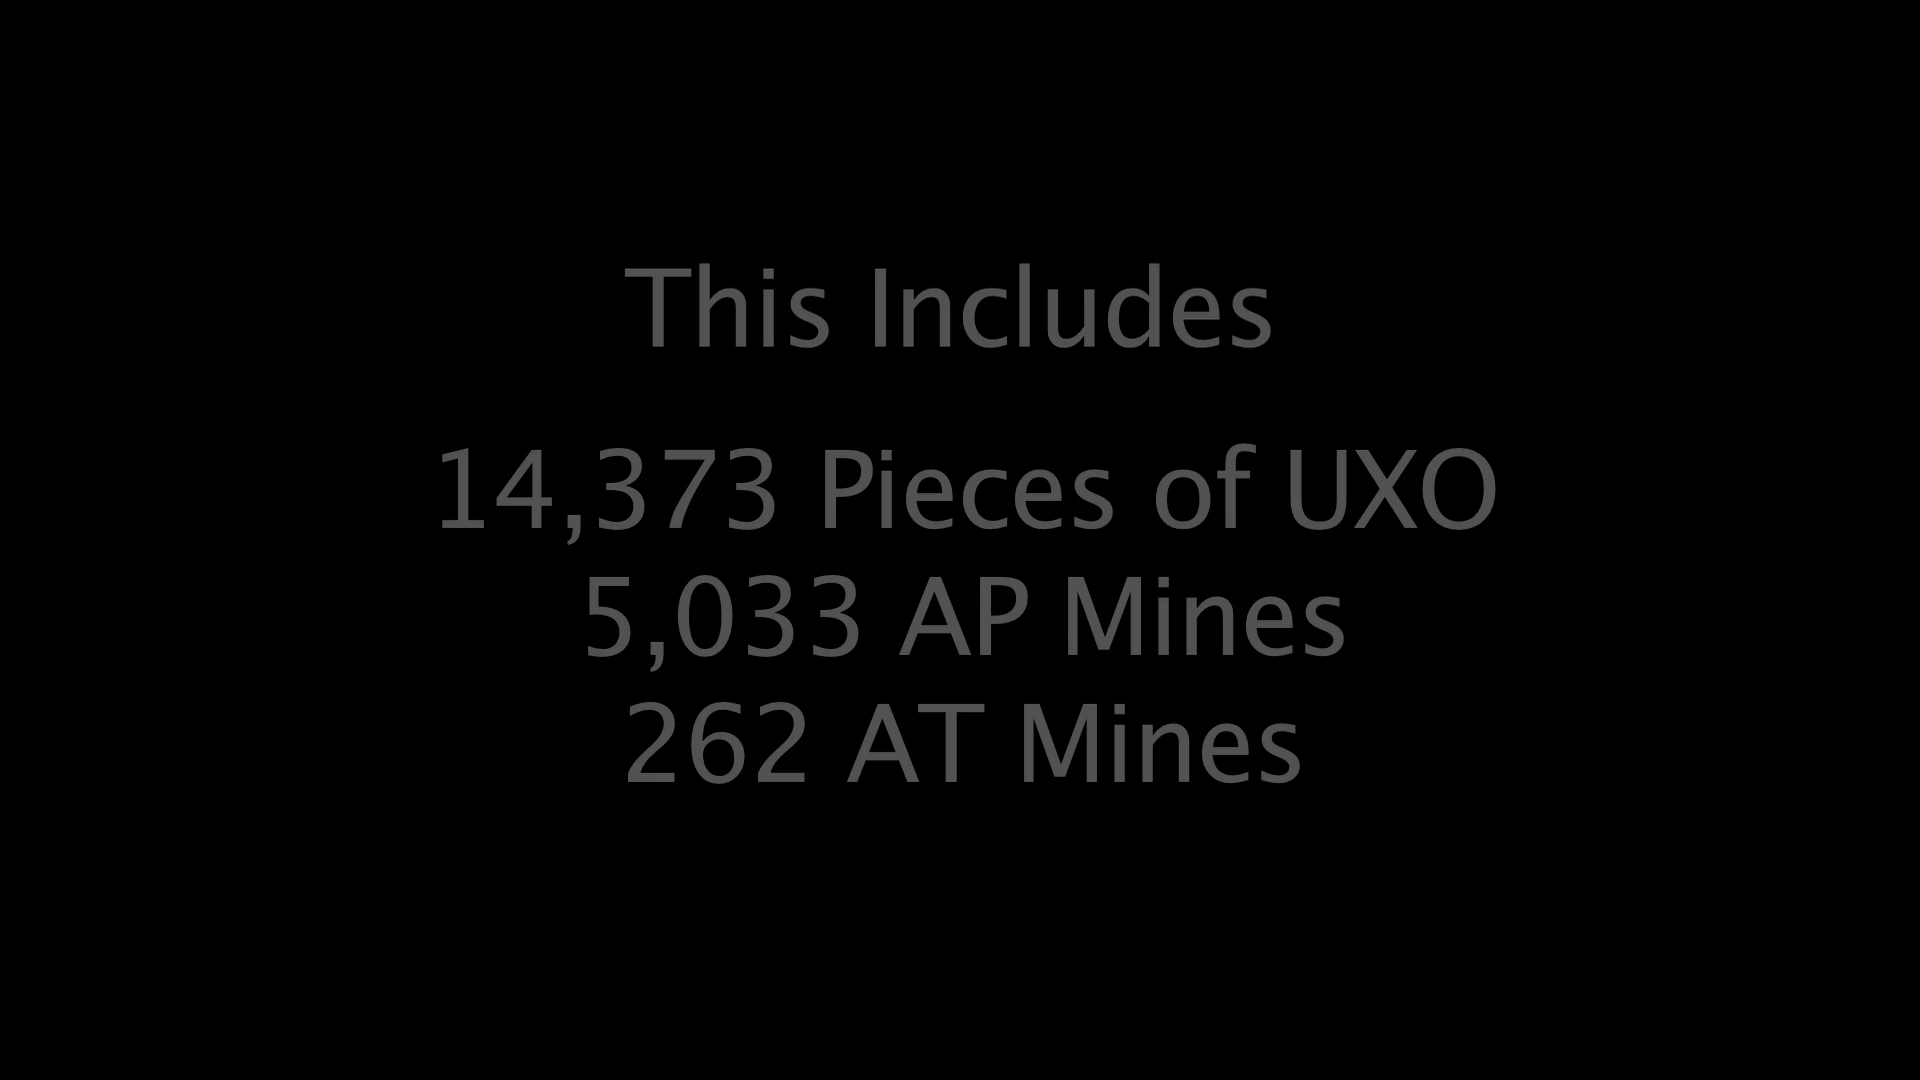 This Includes
14,373 Pieces of UXO
5,033 AP Mines
262 AT Mines